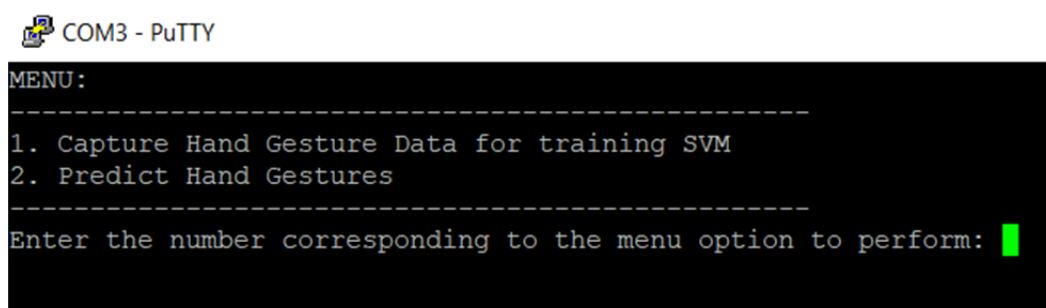 COM3 - PuTTY
MENU:
--------------------------------------------------
1. Capture Hand Gesture Data for training SVM
2. Predict Hand Gestures
--------------------------------------------------
Enter the number corresponding to the menu option to perform: